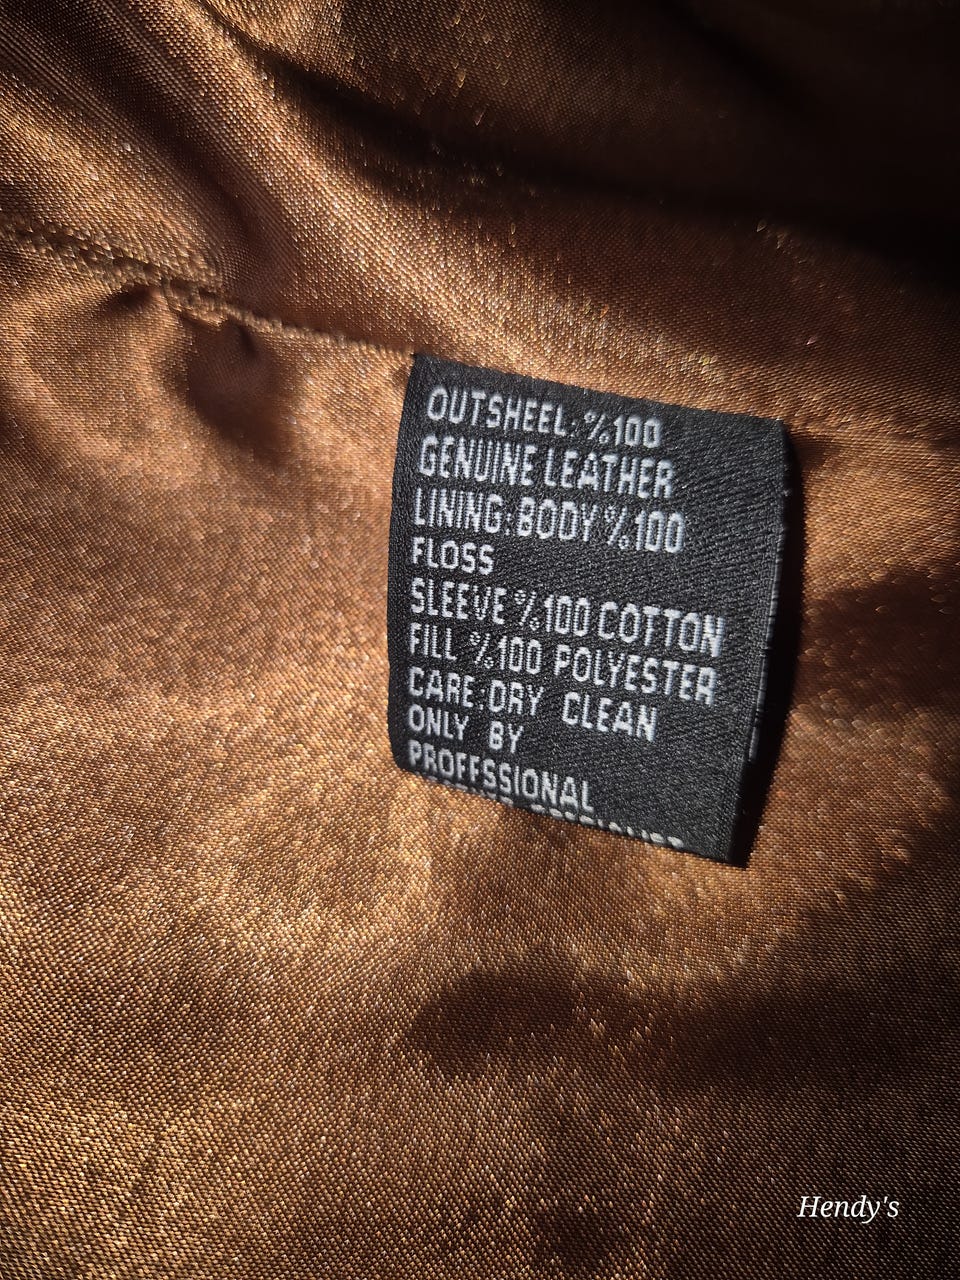 OUTSHEEL: %100
GENUINE LEATHER
LINING: BODY %100
FLOSS
SLEEVE %100 COTTON
FILL %100 POLYESTER
CARE: DRY CLEAN
ONLY BY
PROFFSSIONAL
Hendy's